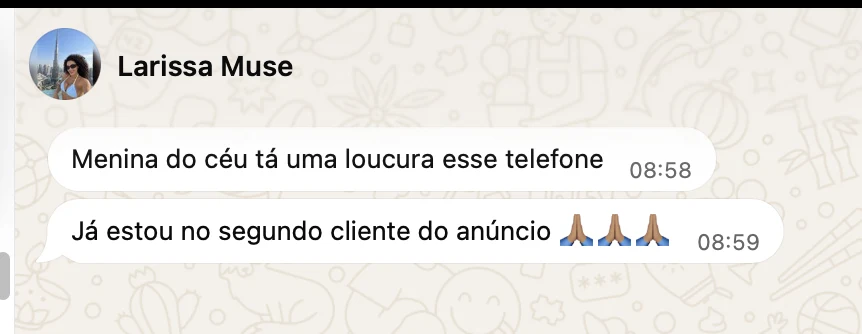 Larissa Muse
Menina do céu tá uma loucura esse telefone 08:58
Já estou no segundo cliente do anúncio 🙏🏽🙏🏽🙏🏽 08:59